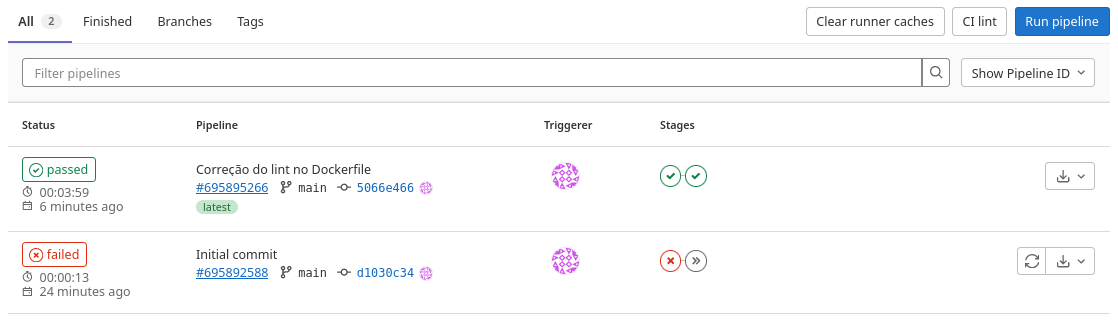 All 2 Finished Branches Tags Clear runner caches CI lint Run pipeline
Filter pipelines Show Pipeline ID
Status Pipeline Triggerer Stages
passed
00:03:59
6 minutes ago
Correção do lint no Dockerfile
#695895266 main 5066e466
latest
failed
00:00:13
24 minutes ago
Initial commit
#695892588 main d1030c34